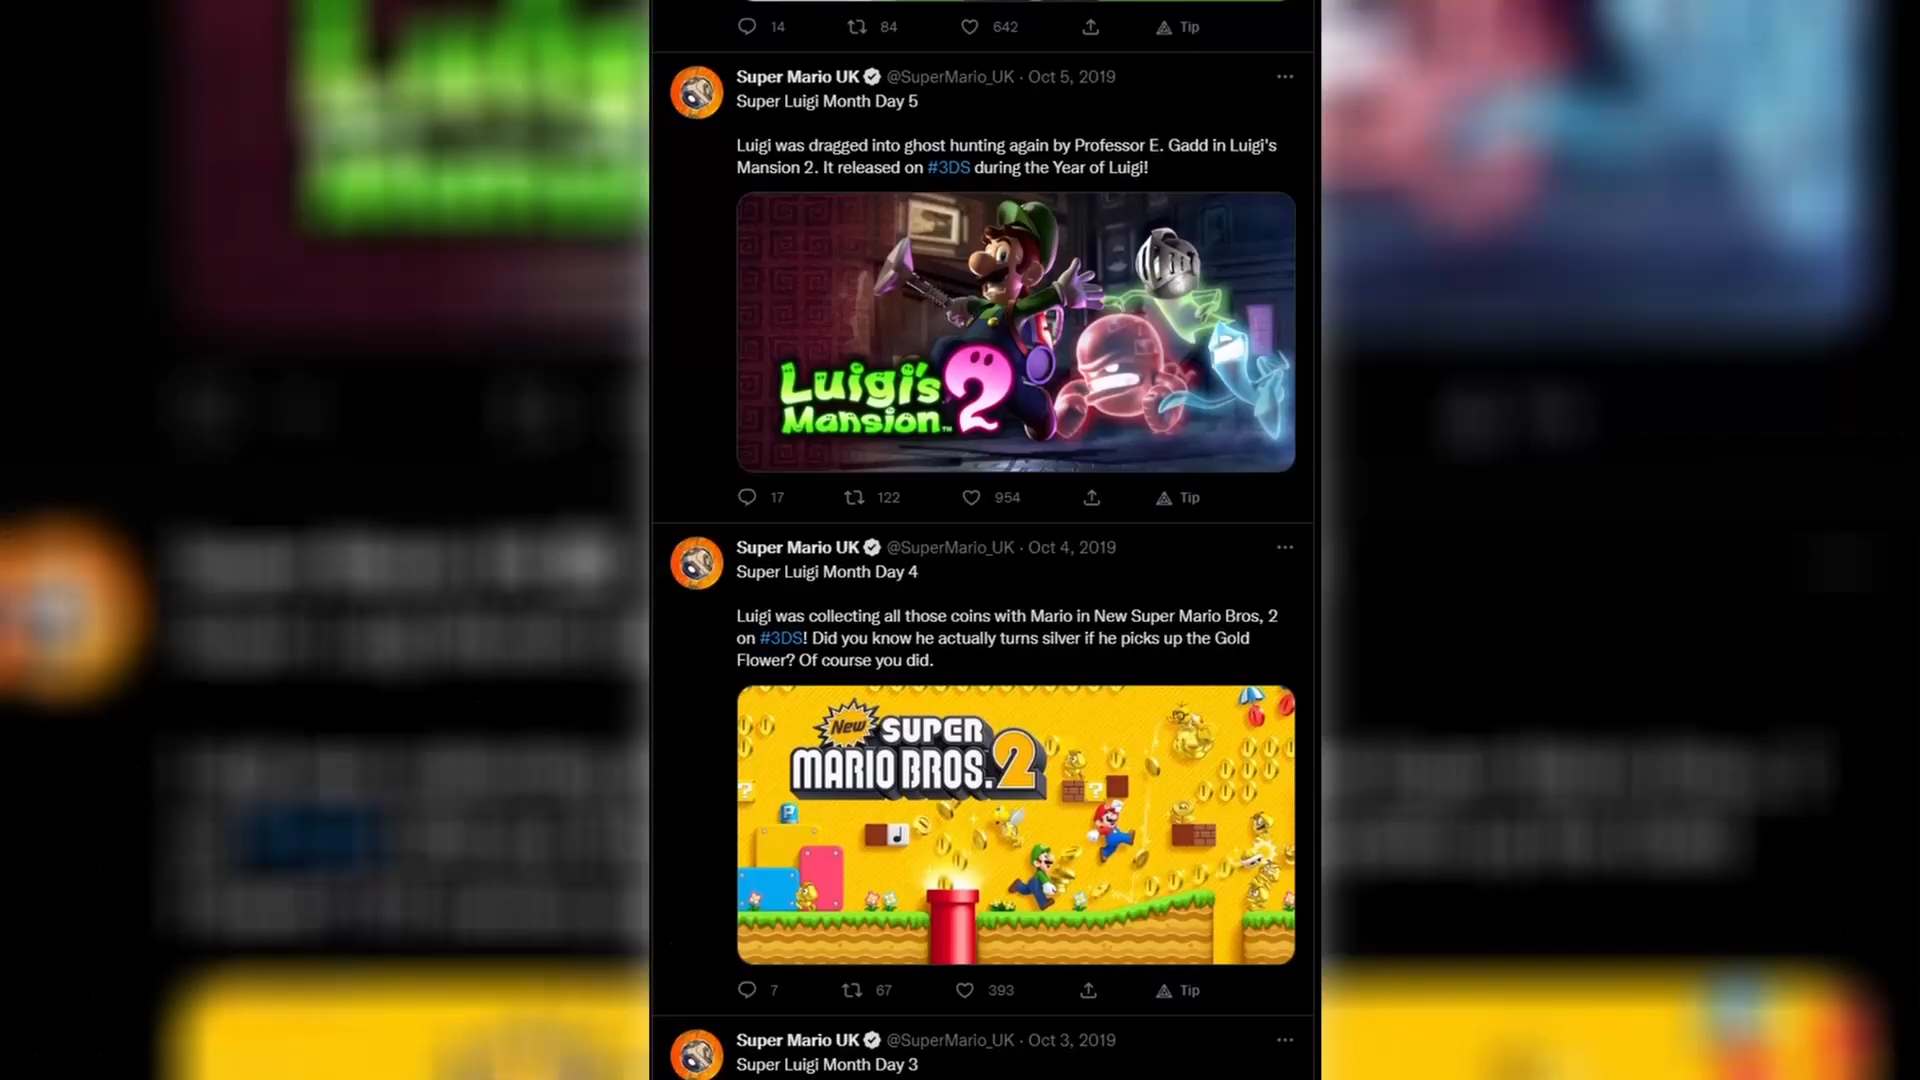 14 84 642 Tip
Super Mario UK @SuperMario_UK · Oct 5, 2019
Super Luigi Month Day 5
Luigi was dragged into ghost hunting again by Professor E. Gadd in Luigi's
Mansion 2. It released on #3DS during the Year of Luigi!
Luigi's
Mansion™ 2
17 122 954 Tip
Super Mario UK @SuperMario_UK · Oct 4, 2019
Super Luigi Month Day 4
Luigi was collecting all those coins with Mario in New Super Mario Bros, 2
on #3DS! Did you know he actually turns silver if he picks up the Gold
Flower? Of course you did.
New SUPER
MARIO BROS. 2
P
7 67 393 Tip
Super Mario UK @SuperMario_UK · Oct 3, 2019
Super Luigi Month Day 3